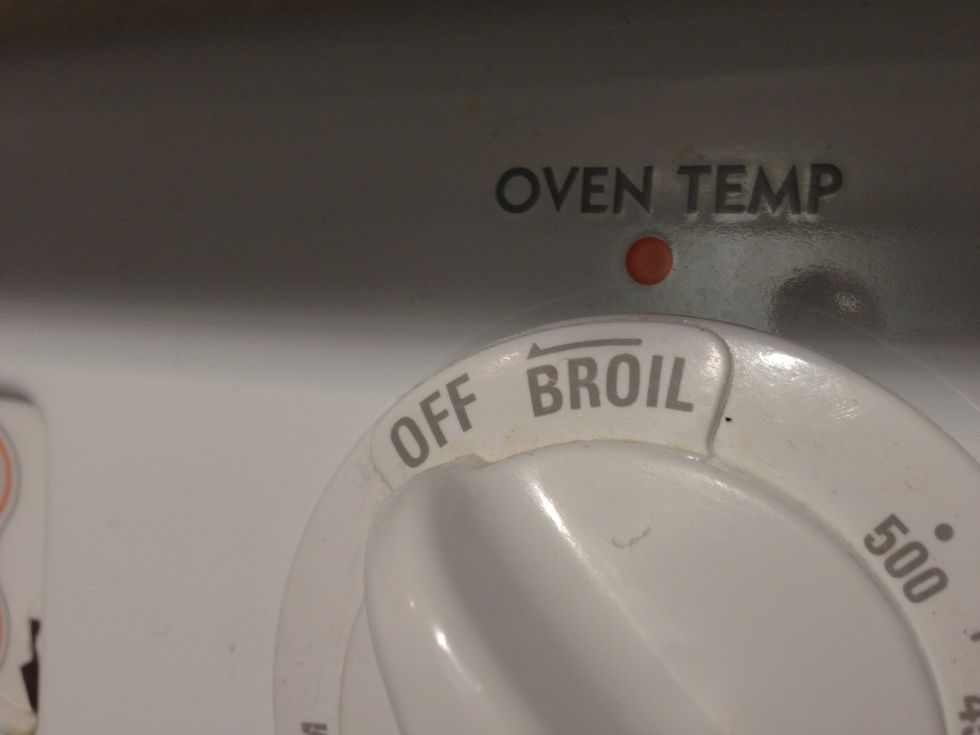 OVEN TEMP
OFF
BROIL
500